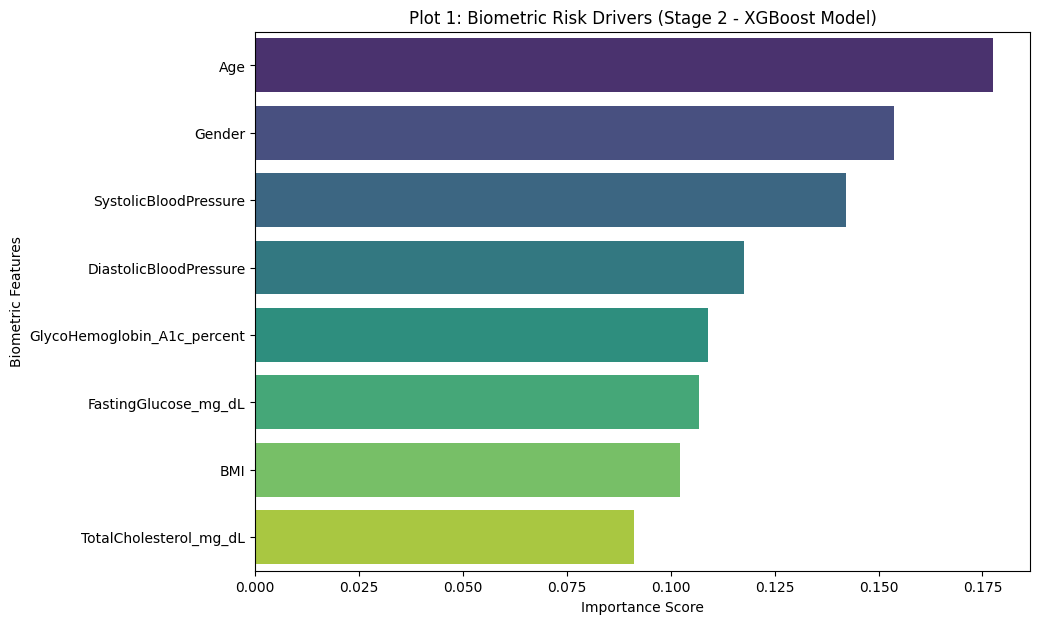 Plot 1: Biometric Risk Drivers (Stage 2 - XGBoost Model)
Biometric Features
Age
Gender
SystolicBloodPressure
DiastolicBloodPressure
GlycoHemoglobin_A1c_percent
FastingGlucose_mg_dL
BMI
TotalCholesterol_mg_dL
0.000 0.025 0.050 0.075 0.100 0.125 0.150 0.175
Importance Score